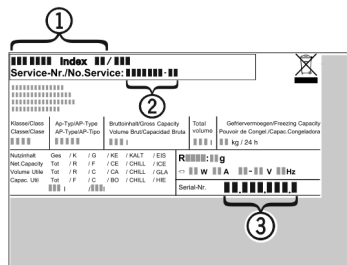 1
Index /
Service-Nr./No.Service: -
2
Klasse/Class Ap-Typ/AP-Type Bruttoinhalt/Gross Capacity Total Gefriervermoegen/Freezing Capacity
Classe/Clase AP-Type/AP-Tipo Volume Brut/Capacidad Bruta volume Pouvoir de Congel./Capac.Congeladora
l l kg / 24 h
Nutzinhalt Ges / K / G / KE / KALT / EIS
Net.Capacity Tot / R / F / CE / CHILL / ICE
Volume Utile Tot / R / C / CA / CHILL / GLA
Capac. Util Tot / F / C / BO / CHILL / HIE
l / l
R : g
W A - V Hz
Serial-Nr. . . .
3